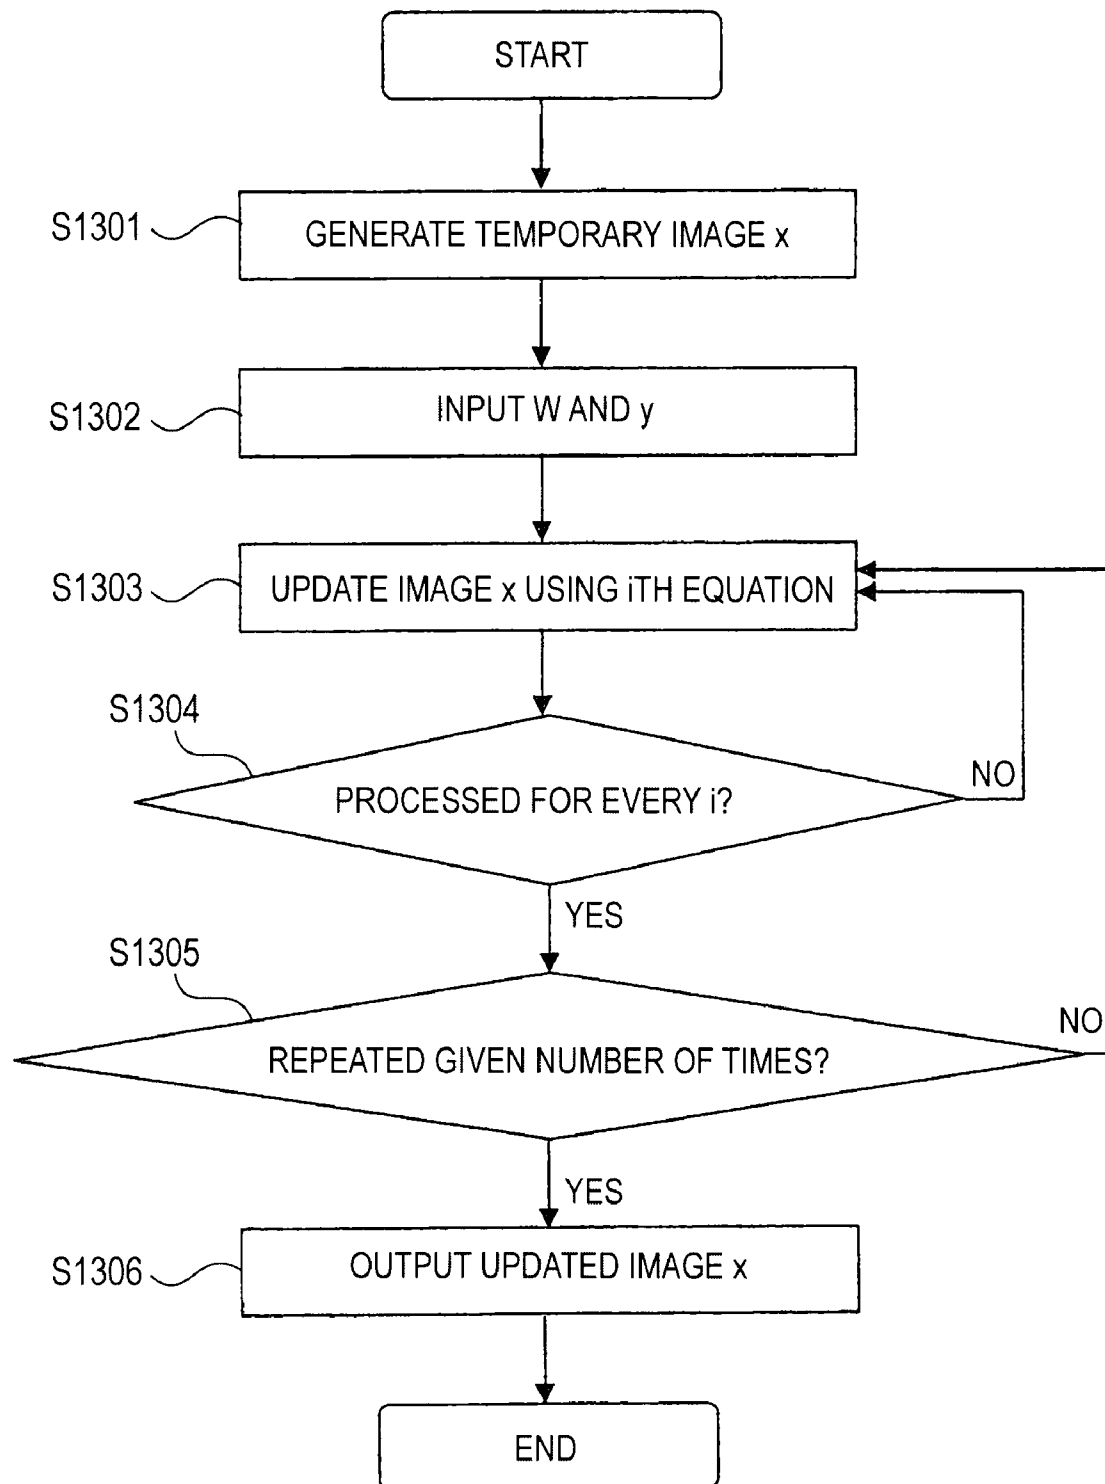 START
S1301
GENERATE TEMPORARY IMAGE x
S1302
INPUT W AND y
S1303
UPDATE IMAGE x USING iTH EQUATION
S1304
PROCESSED FOR EVERY i?
NO
YES
S1305
REPEATED GIVEN NUMBER OF TIMES?
NO
YES
S1306
OUTPUT UPDATED IMAGE x
END